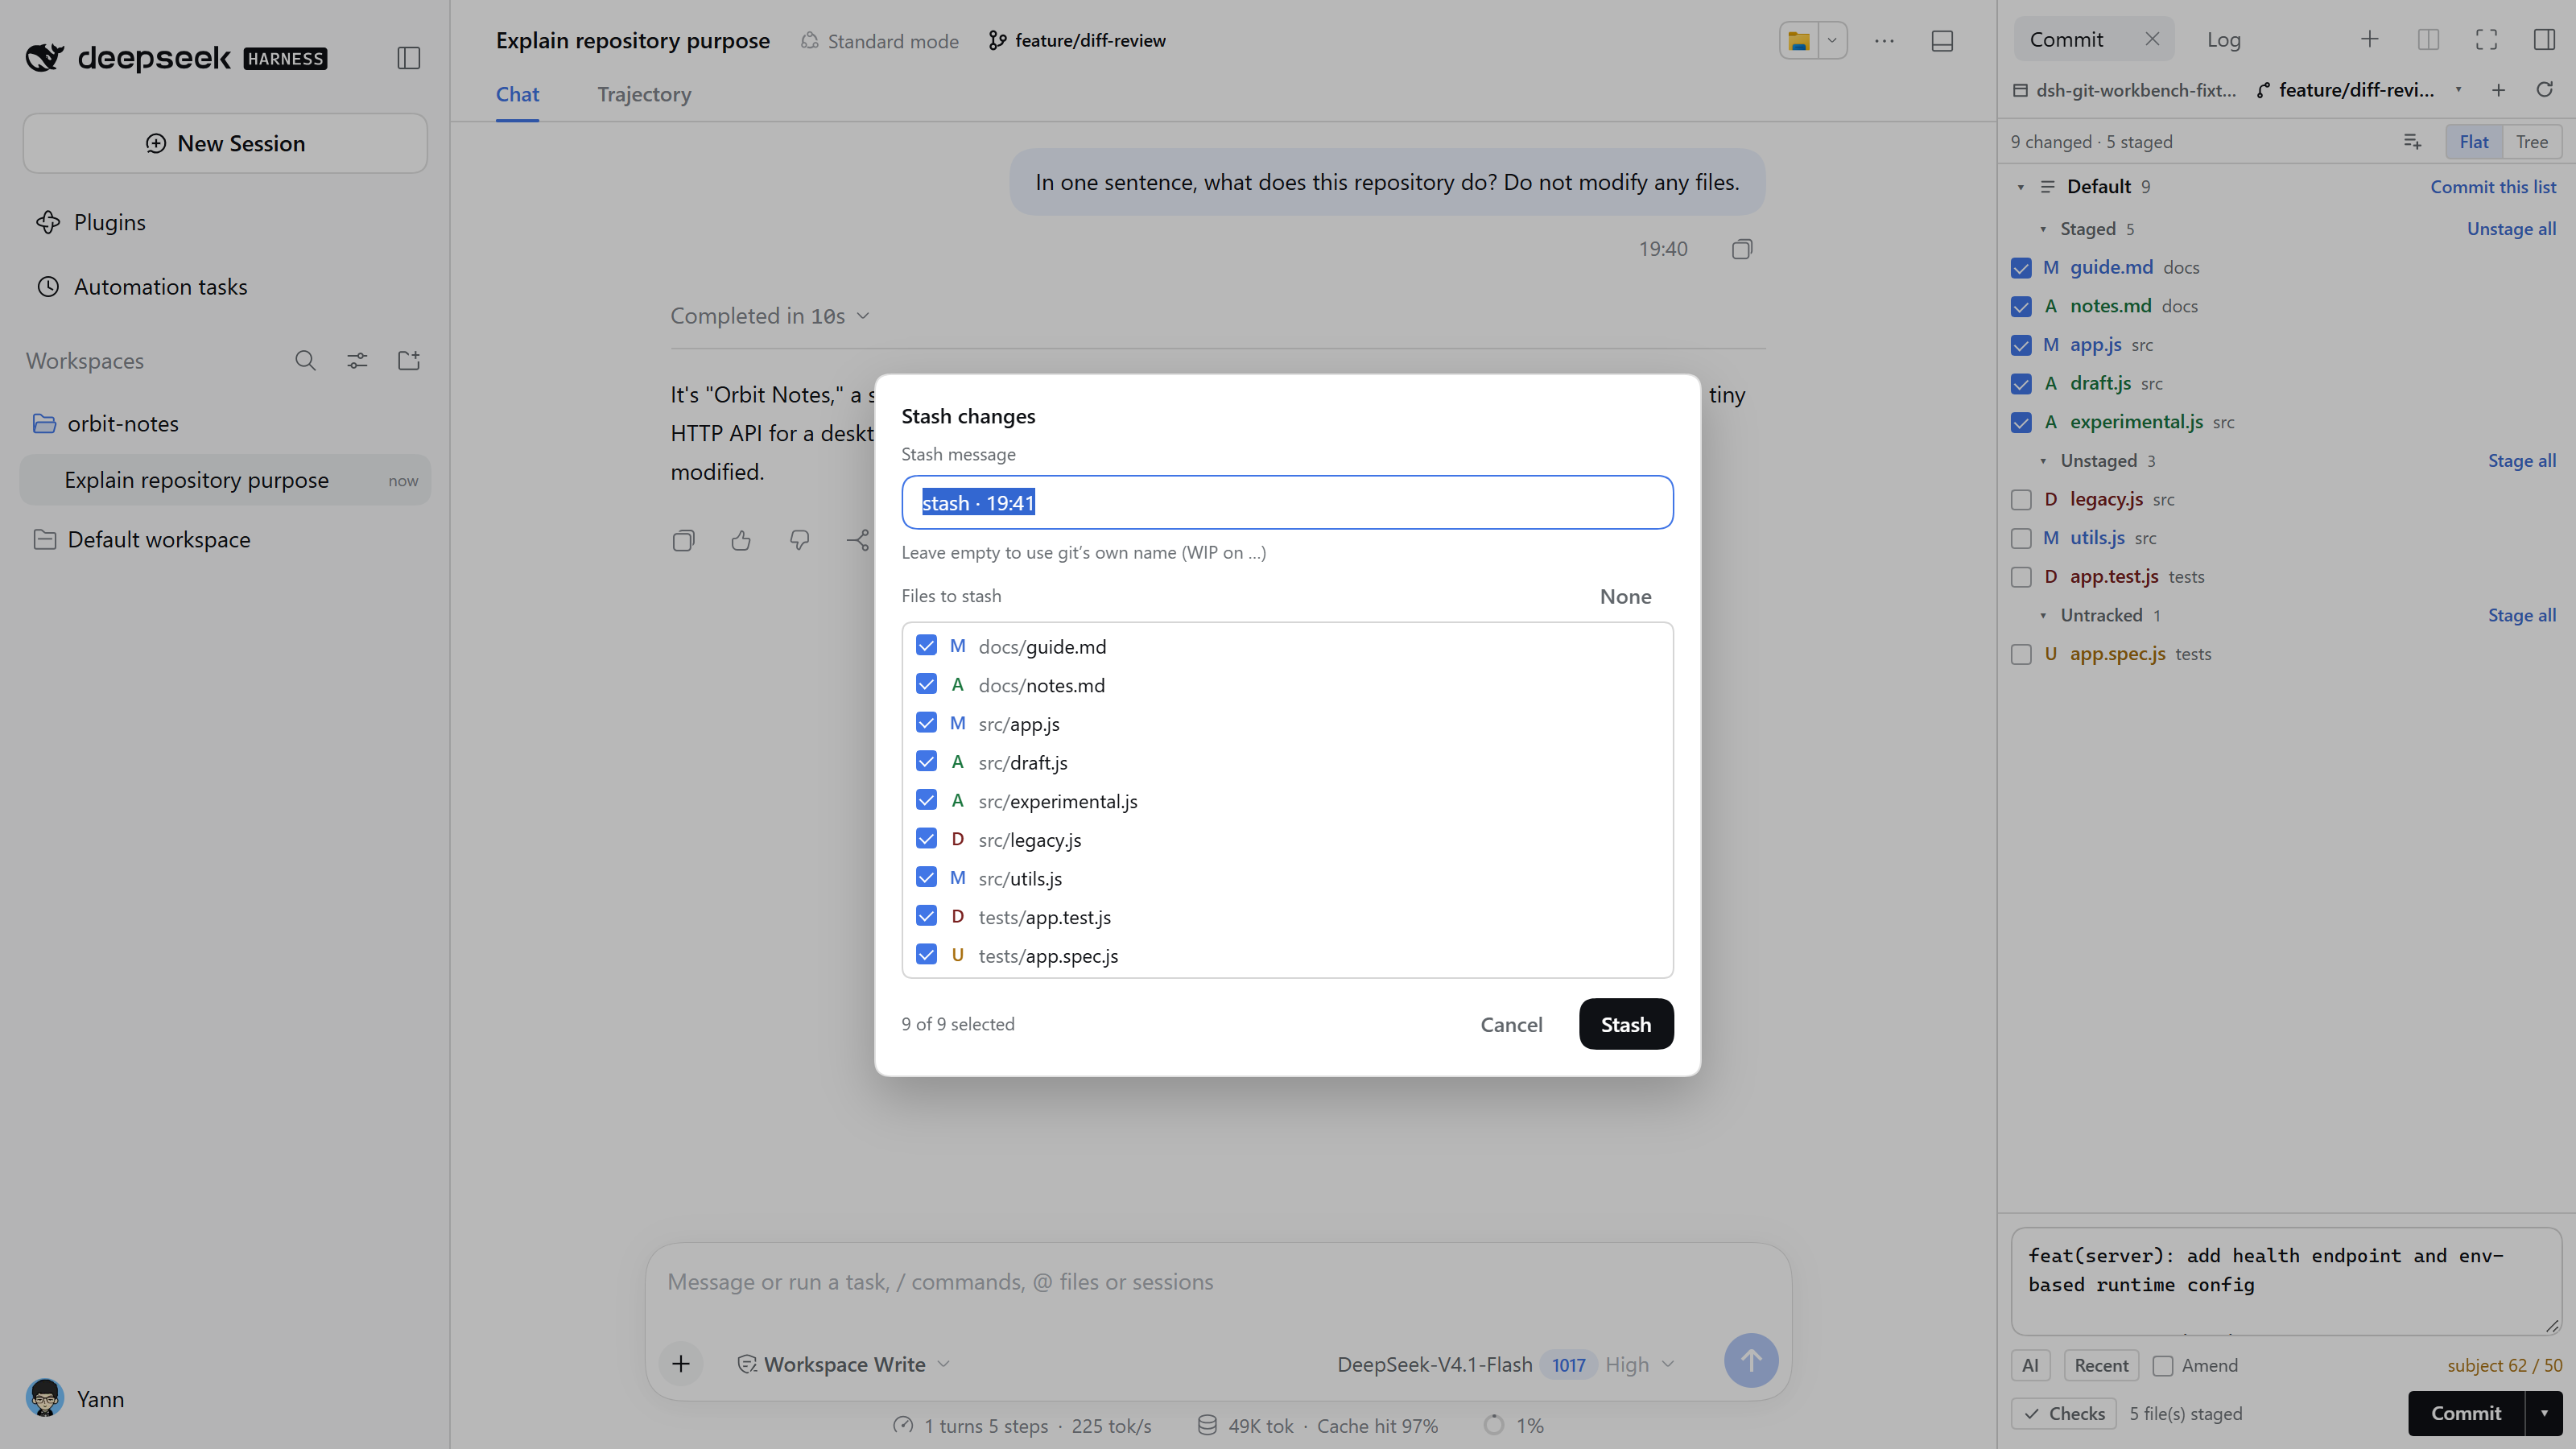 deepseek HARNESS
New Session
Plugins
Automation tasks
Workspaces
orbit-notes
Explain repository purpose now
Default workspace
Yann
Explain repository purpose Standard mode feature/diff-review
Chat Trajectory
In one sentence, what does this repository do? Do not modify any files.
19:40
Completed in 10s
It's "Orbit Notes," a s tiny
HTTP API for a deskt
modified.
Stash changes
Stash message
stash · 19:41
Leave empty to use git's own name (WIP on …)
Files to stash None
M docs/guide.md
A docs/notes.md
M src/app.js
A src/draft.js
A src/experimental.js
D src/legacy.js
M src/utils.js
D tests/app.test.js
U tests/app.spec.js
9 of 9 selected Cancel Stash
Message or run a task, / commands, @ files or sessions
Workspace Write DeepSeek-V4.1-Flash 1017 High
1 turns 5 steps · 225 tok/s 49K tok · Cache hit 97% 1%
Commit Log
dsh-git-workbench-fixt... feature/diff-revi...
9 changed · 5 staged Flat Tree
Default 9 Commit this list
Staged 5 Unstage all
M guide.md docs
A notes.md docs
M app.js src
A draft.js src
A experimental.js src
Unstaged 3 Stage all
D legacy.js src
M utils.js src
D app.test.js tests
Untracked 1 Stage all
U app.spec.js tests
feat(server): add health endpoint and env-
based runtime config
AI Recent Amend subject 62 / 50
Checks 5 file(s) staged Commit